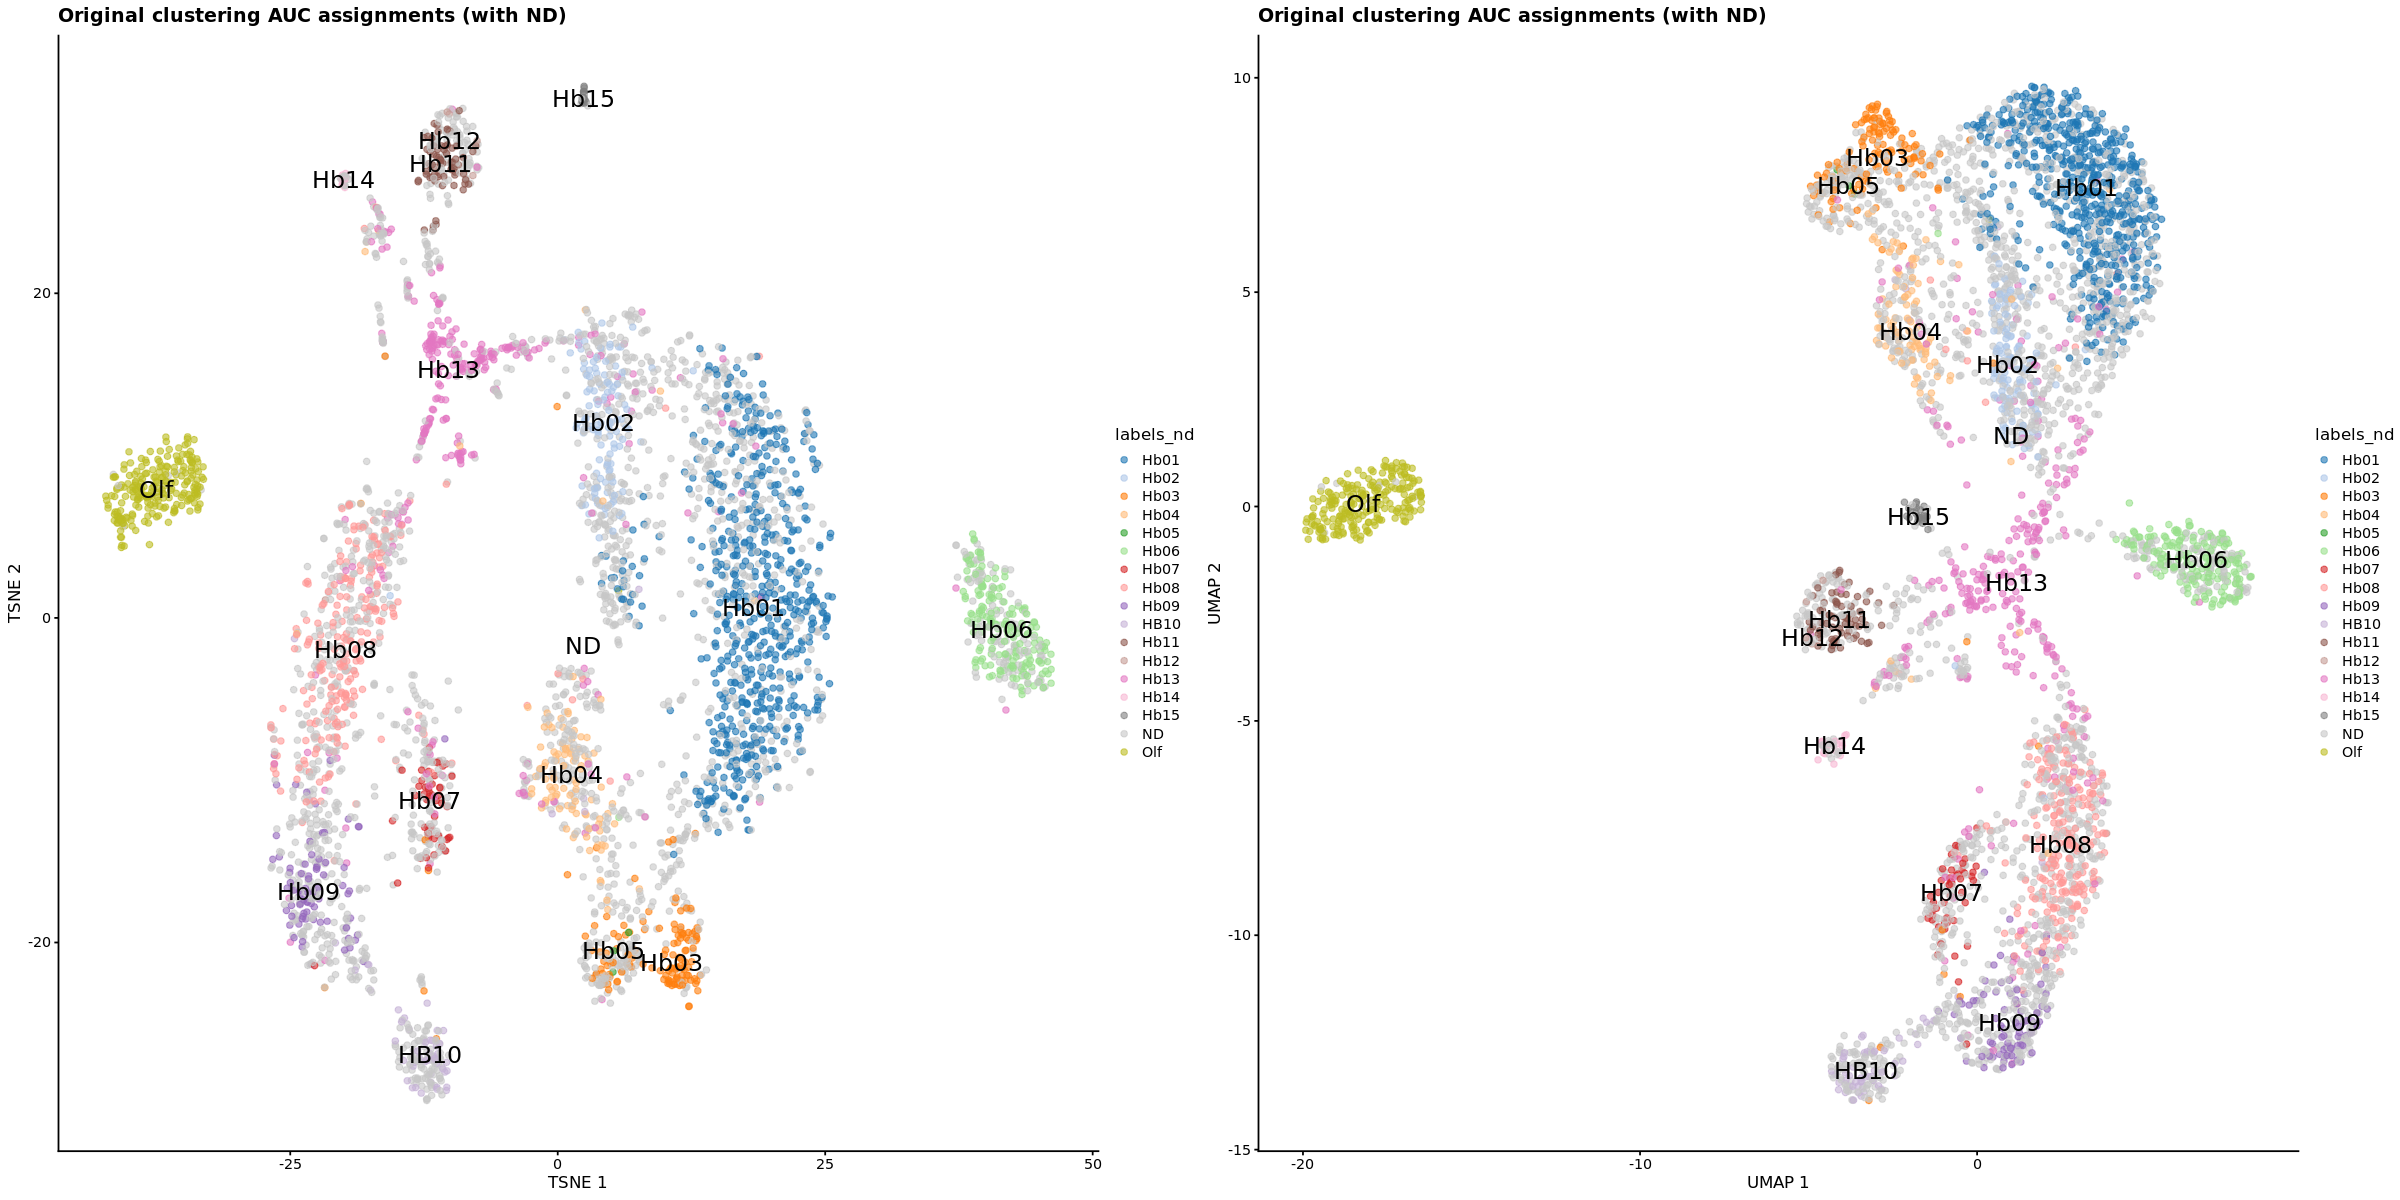 Original clustering AUC assignments (with ND)
Hb15
Hb12
Hb11
Hb14
20
Hb13
Hb02
Olf
Hb01
0
Hb06
ND
Hb08
Hb04
Hb07
Hb09
-20
Hb05
Hb03
HB10
-25
0
25
50
TSNE 1
TSNE 2
labels_nd
Hb01
Hb02
Hb03
Hb04
Hb05
Hb06
Hb07
Hb08
Hb09
HB10
Hb11
Hb12
Hb13
Hb14
Hb15
ND
Olf
Original clustering AUC assignments (with ND)
10
Hb03
Hb05
Hb01
5
Hb04
Hb02
ND
Olf
0
Hb15
Hb06
Hb13
Hb11
Hb12
-5
Hb14
Hb08
Hb07
-10
Hb09
HB10
-15
-20
-10
0
UMAP 1
UMAP 2
labels_nd
Hb01
Hb02
Hb03
Hb04
Hb05
Hb06
Hb07
Hb08
Hb09
HB10
Hb11
Hb12
Hb13
Hb14
Hb15
ND
Olf